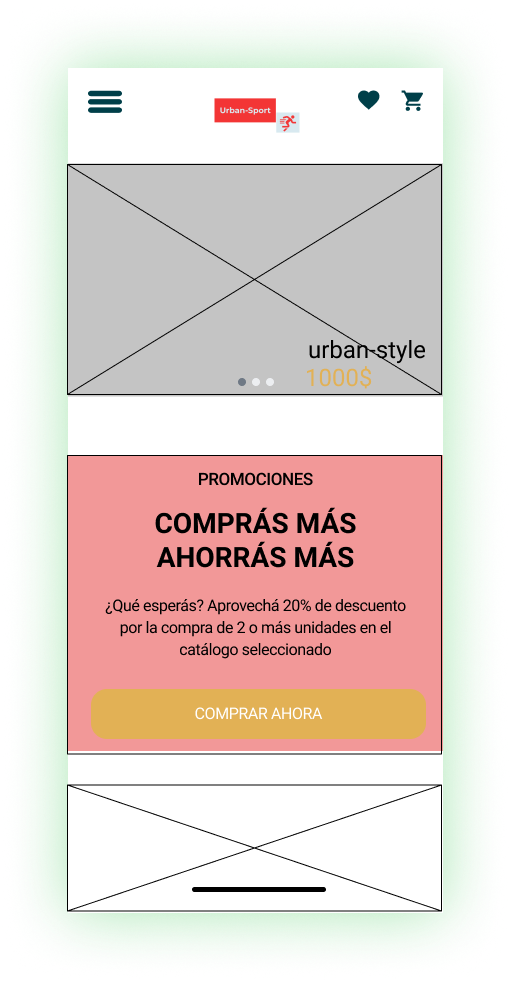 Urban-Sport
urban-style
1000$
PROMOCIONES
COMPRÁS MÁS
AHORRÁS MÁS
¿Qué esperás? Aprovechá 20% de descuento
por la compra de 2 o más unidades en el
catálogo seleccionado
COMPRAR AHORA